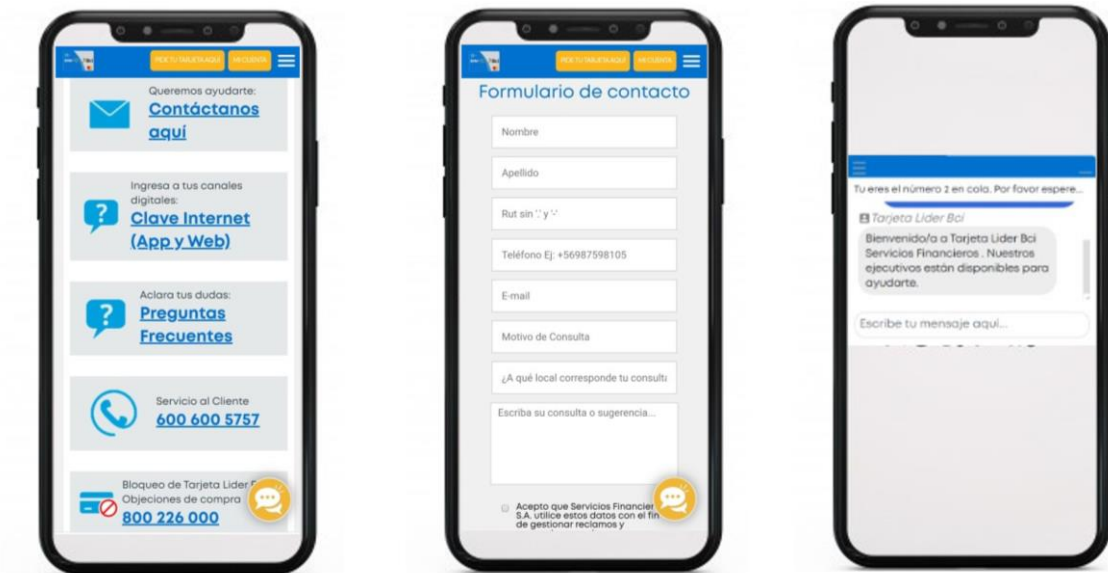 PIDE TU TARJETA AQUÍ MI CUENTA
Queremos ayudarte:
Contáctanos
aquí
Ingresa a tus canales
digitales:
Clave Internet
(App y Web)
Aclara tus dudas:
Preguntas
Frecuentes
Servicio al Cliente
600 600 5757
Bloqueo de Tarjeta Lider
Objeciones de compra
800 226 000
PIDE TU TARJETA AQUÍ MI CUENTA
Formulario de contacto
Nombre
Apellido
Rut sin '.' y '-'
Teléfono Ej: +56987598105
E-mail
Motivo de Consulta
¿A qué local corresponde tu consulta
Escriba su consulta o sugerencia...
Acepto que Servicios Financier
S.A. utilice estos datos con el fin
de gestionar reclamos y
Tu eres el número 2 en cola. Por favor espere...
Tarjeta Lider Bci
Bienvenido/a a Tarjeta Lider Bci
Servicios Financieros . Nuestros
ejecutivos están disponibles para
ayudarte.
Escribe tu mensaje aquí...